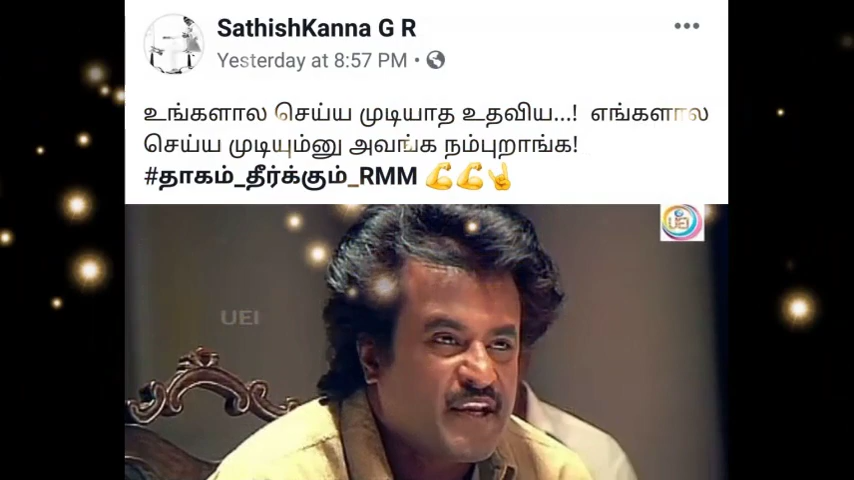 SathishKanna G R
Yesterday at 8:57 PM •
உங்களால செய்ய முடியாத உதவிய...! எங்களால
செய்ய முடியும்னு அவங்க நம்புறாங்க!
#தாகம்_தீர்க்கும்_RMM 💪💪🤘
UEI
UEI